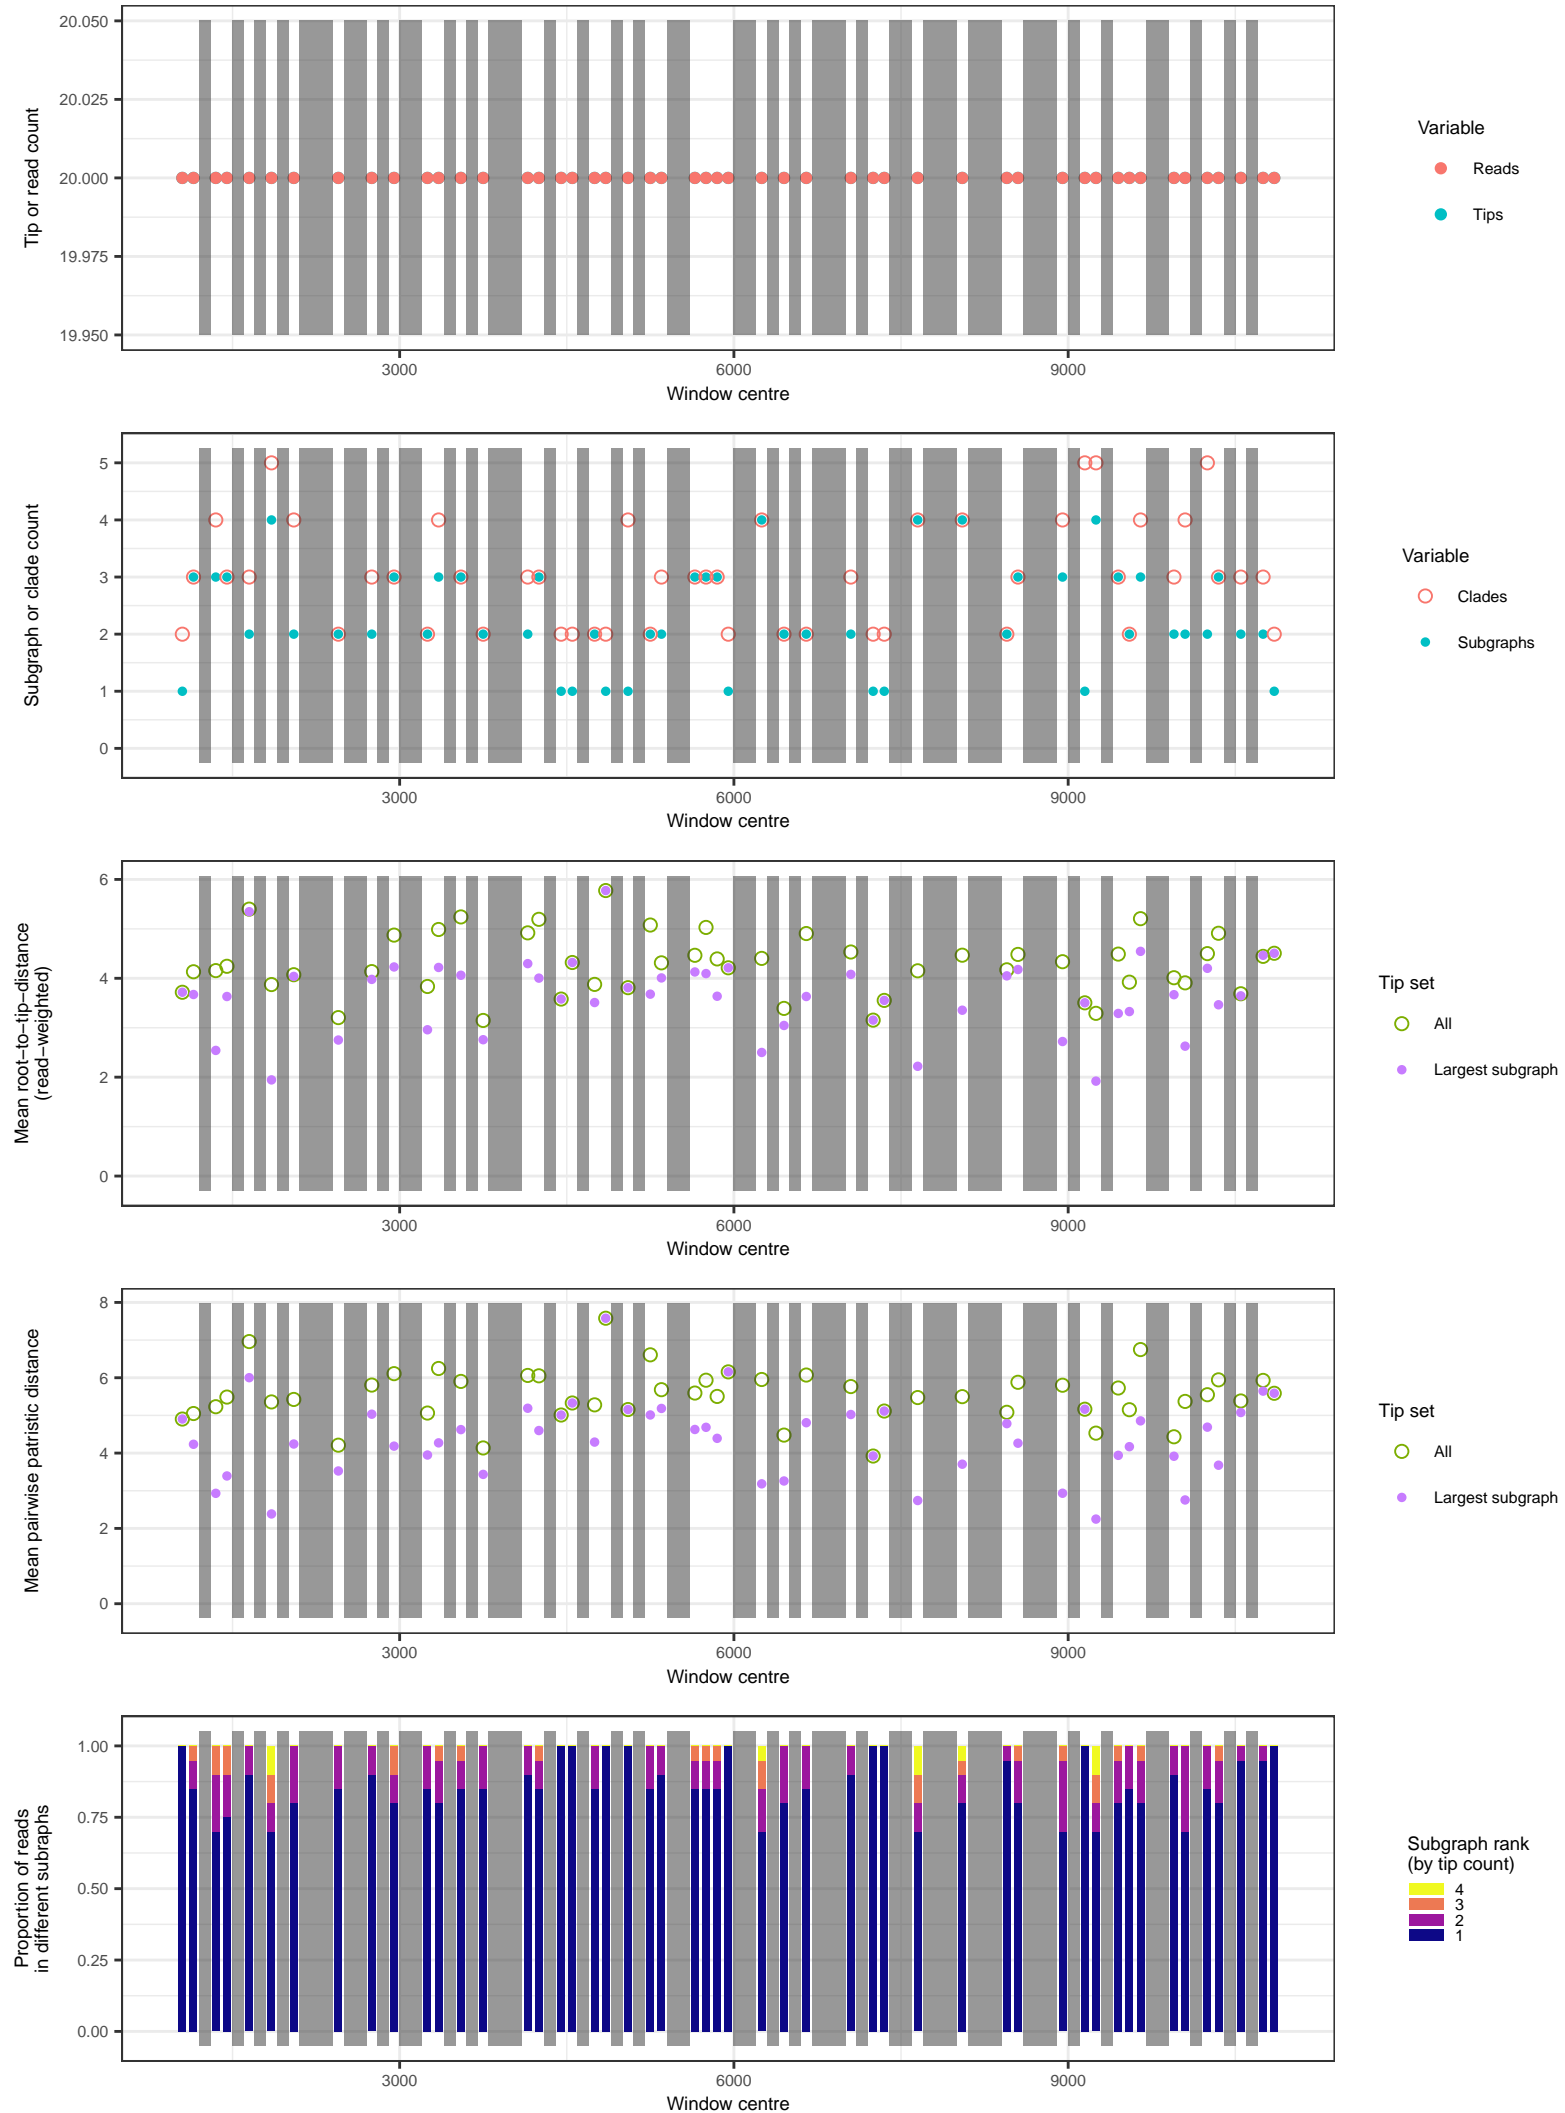 20.050
20.025
20.000
19.975
19.950
Tip or read count
3000
6000
9000
Window centre
Variable
Reads
Tips
5
4
3
2
1
0
Subgraph or clade count
3000
6000
9000
Window centre
Variable
Clades
Subgraphs
6
4
2
0
Mean root−to−tip−distance
(read−weighted)
3000
6000
9000
Window centre
Tip set
All
Largest subgraph
8
6
4
2
0
Mean pairwise patristic distance
3000
6000
9000
Window centre
Tip set
All
Largest subgraph
1.00
0.75
0.50
0.25
0.00
Proportion of reads
in different subraphs
3000
6000
9000
Window centre
Subgraph rank
(by tip count)
4
3
2
1